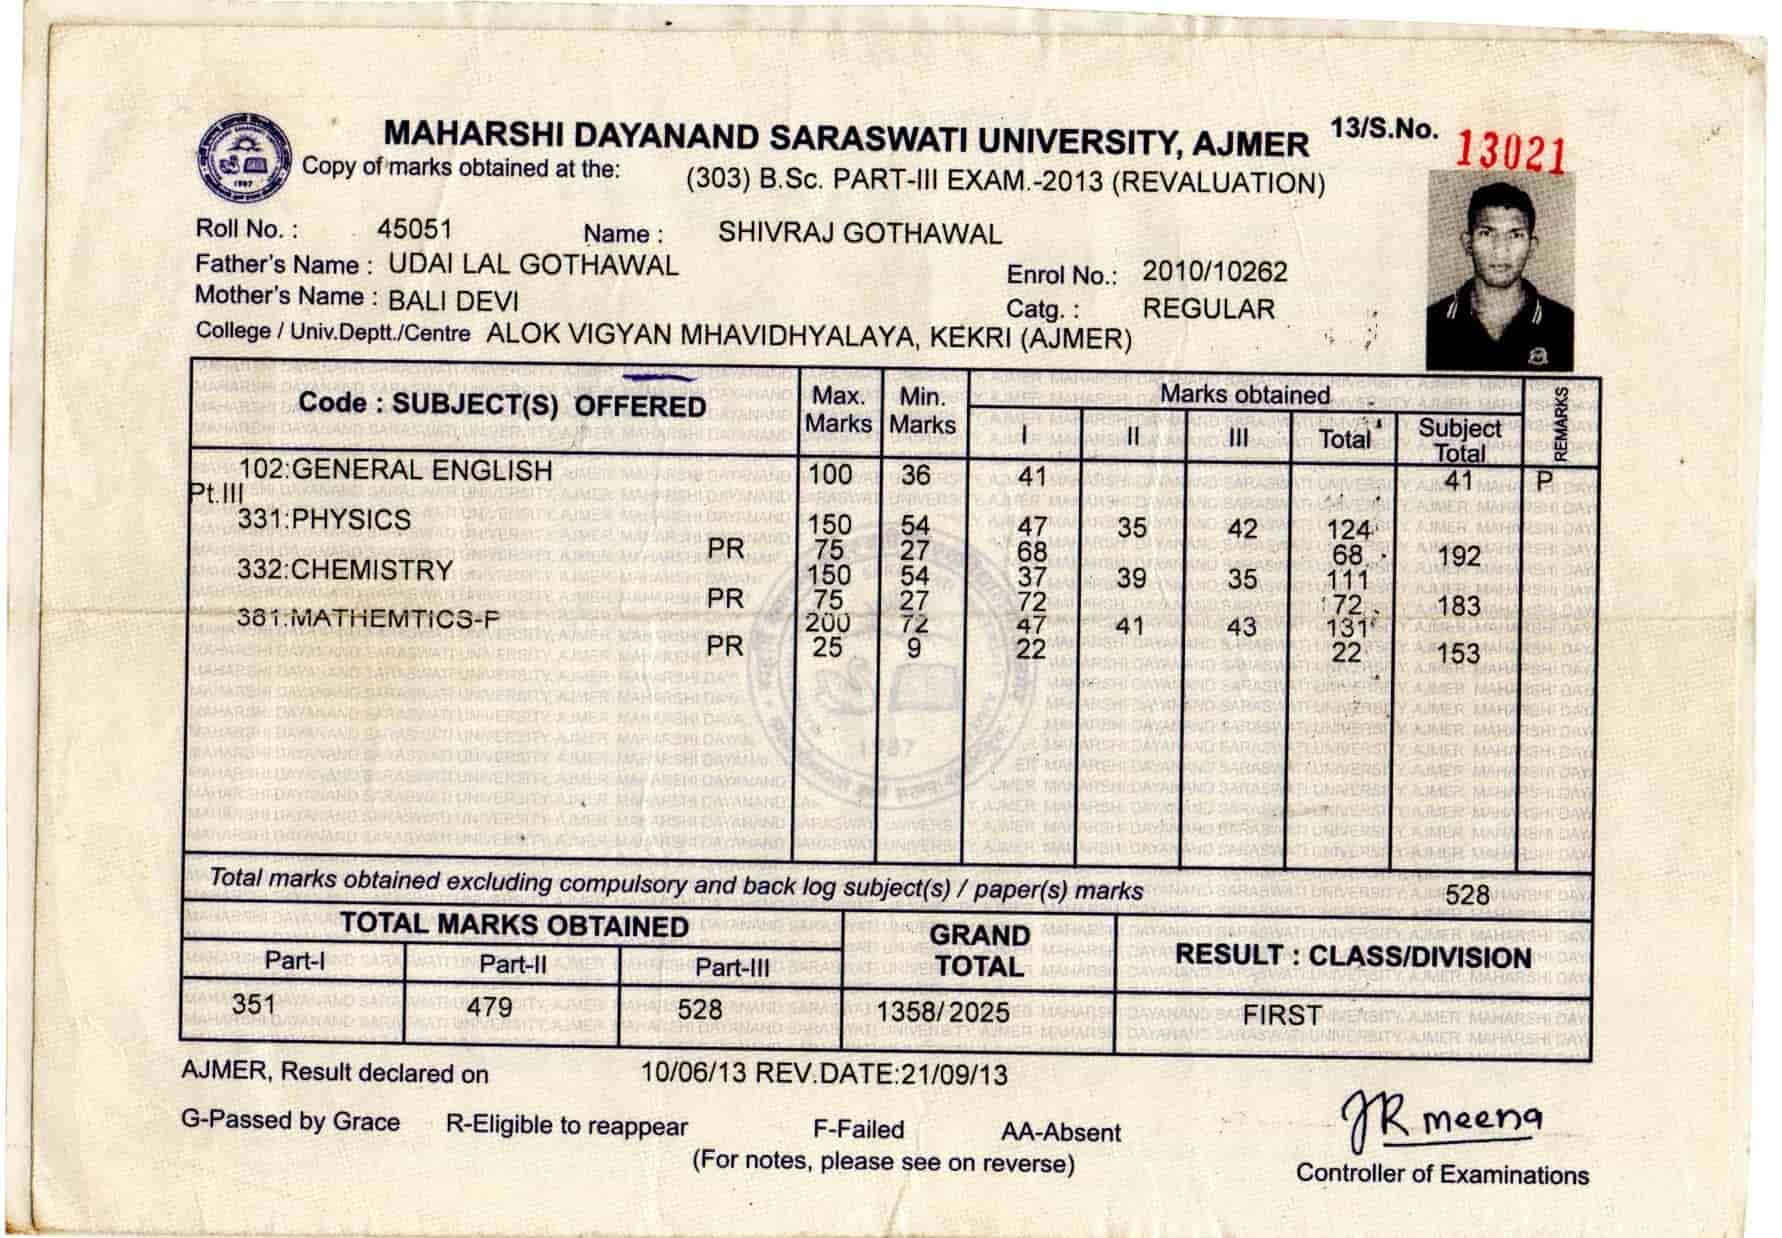 MAHARSHI DAYANAND SARASWATI UNIVERSITY, AJMER 13/S.No. 13021
Copy of marks obtained at the: (303) B.Sc. PART-III EXAM.-2013 (REVALUATION)
Roll No. : 45051 Name : SHIVRAJ GOTHAWAL
Father's Name : UDAI LAL GOTHAWAL Enrol No.: 2010/10262
Mother's Name : BALI DEVI Catg. : REGULAR
College / Univ.Deptt./Centre ALOK VIGYAN MHAVIDHYALAYA, KEKRI (AJMER)
Code : SUBJECT(S) OFFERED Max. Marks Min. Marks Marks obtained REMARKS
I II III Total Subject Total
102:GENERAL ENGLISH 100 36 41 41 P
Pt.III
331:PHYSICS 150 54 47 35 42 124
PR 75 27 68 68 192
332:CHEMISTRY 150 54 37 39 35 111
PR 75 27 72 72 183
381:MATHEMTICS-P 200 72 47 41 43 131
PR 25 9 22 22 153
1987
Total marks obtained excluding compulsory and back log subject(s) / paper(s) marks 528
TOTAL MARKS OBTAINED GRAND TOTAL RESULT : CLASS/DIVISION
Part-I Part-II Part-III
351 479 528 1358/2025 FIRST
AJMER, Result declared on 10/06/13 REV.DATE:21/09/13
JR meena
G-Passed by Grace R-Eligible to reappear F-Failed AA-Absent
(For notes, please see on reverse)
Controller of Examinations